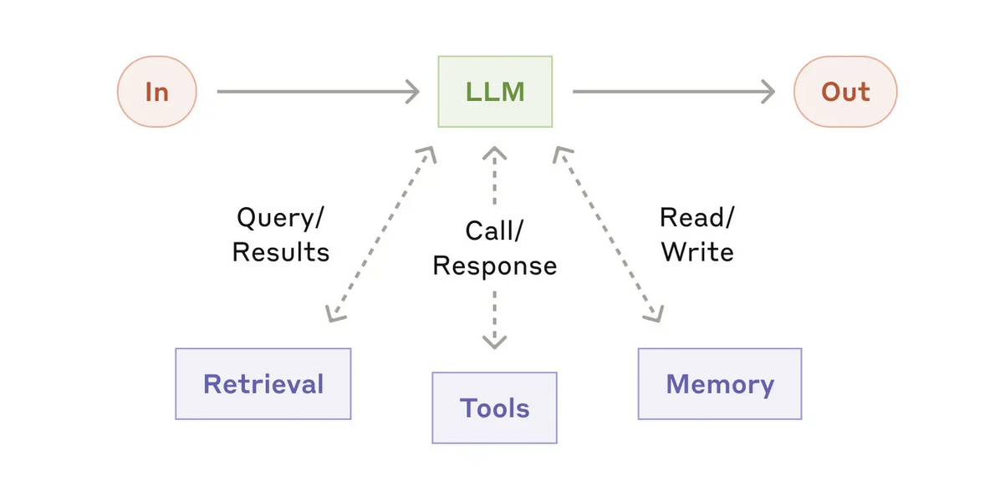 In
LLM
Out
Query/
Results
Call/
Response
Read/
Write
Retrieval
Tools
Memory